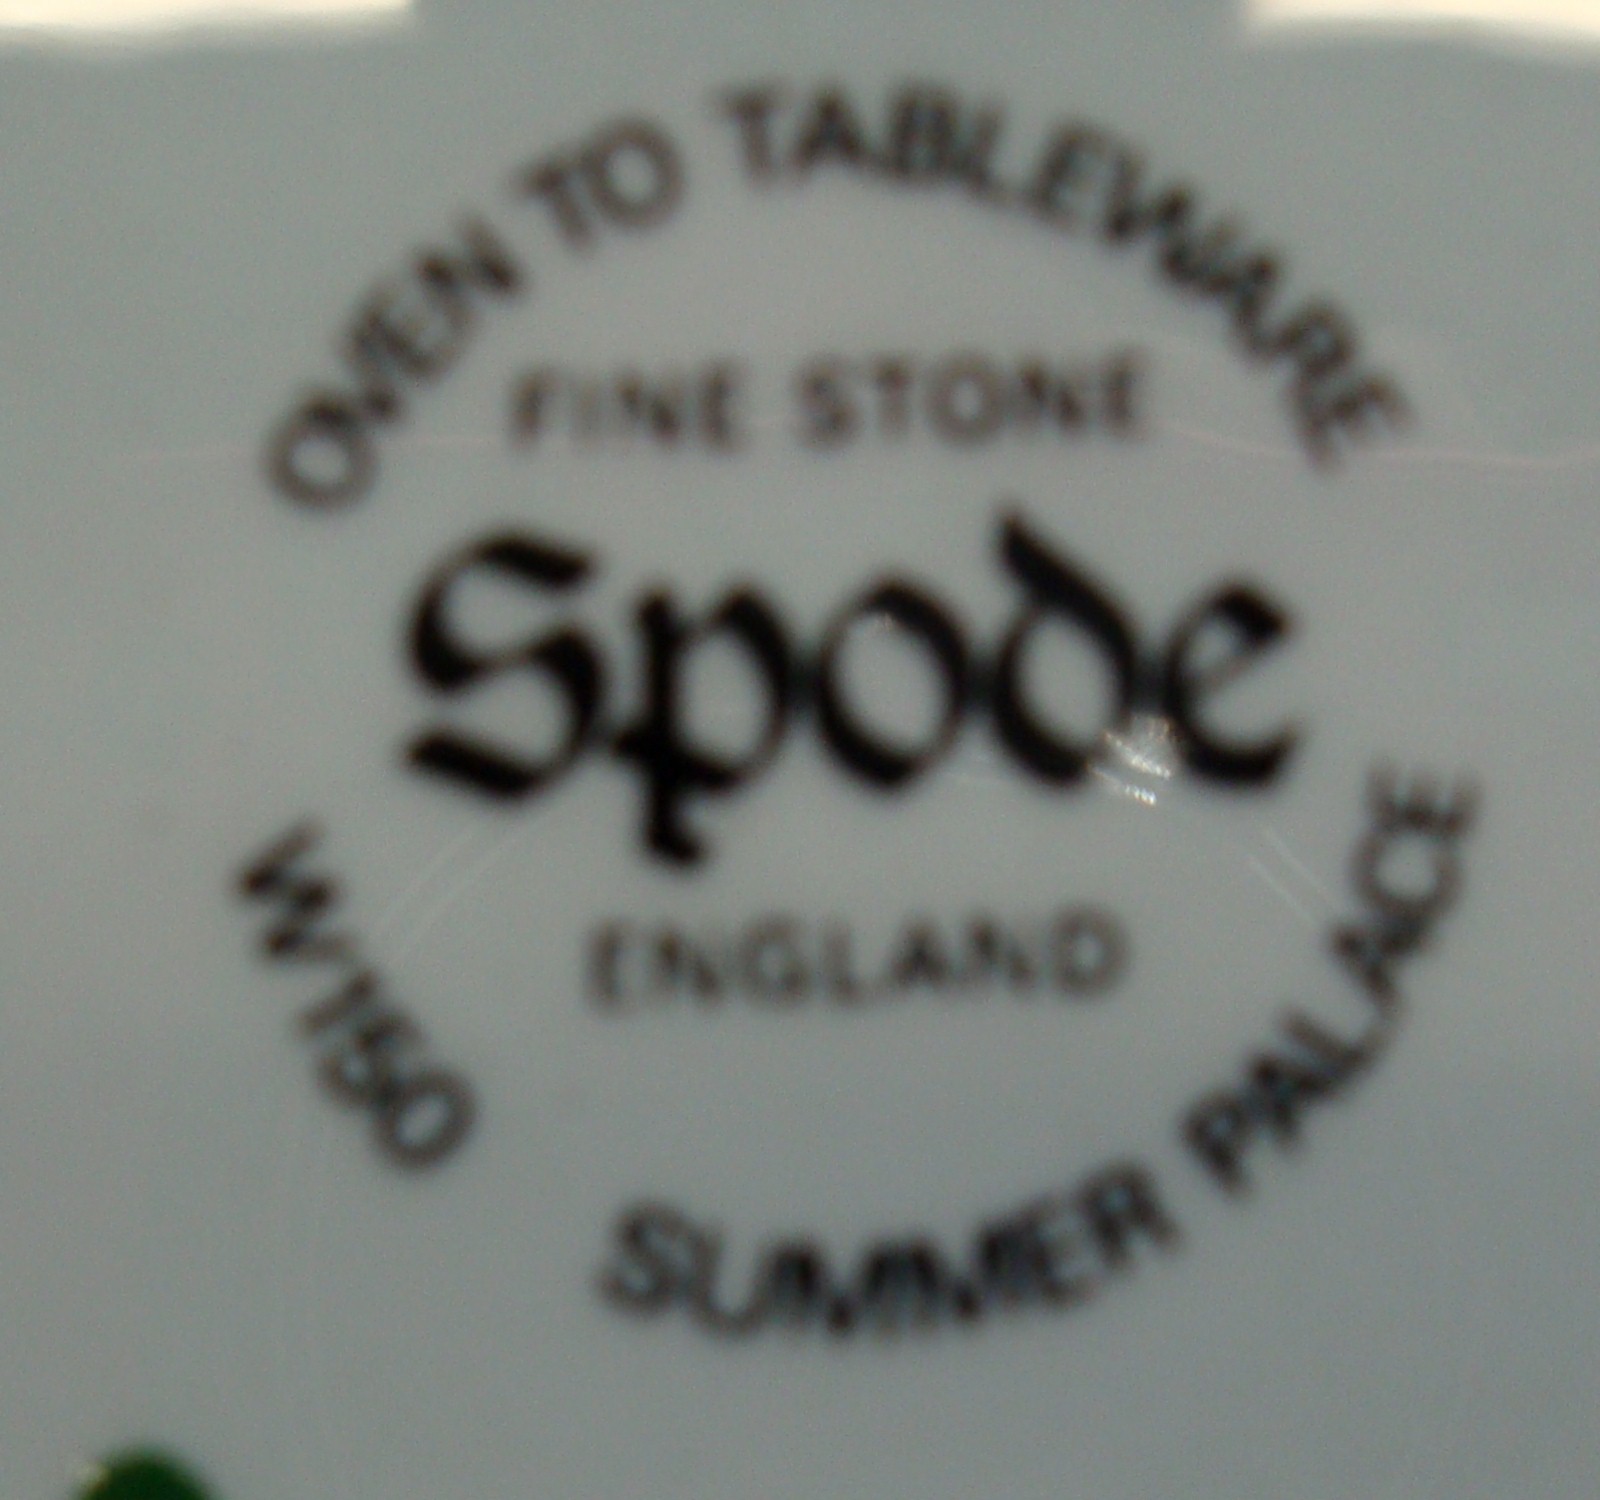 OVEN TO TABLEWARE
FINE STONE
Spode
ENGLAND
W150
SUMMER PALACE